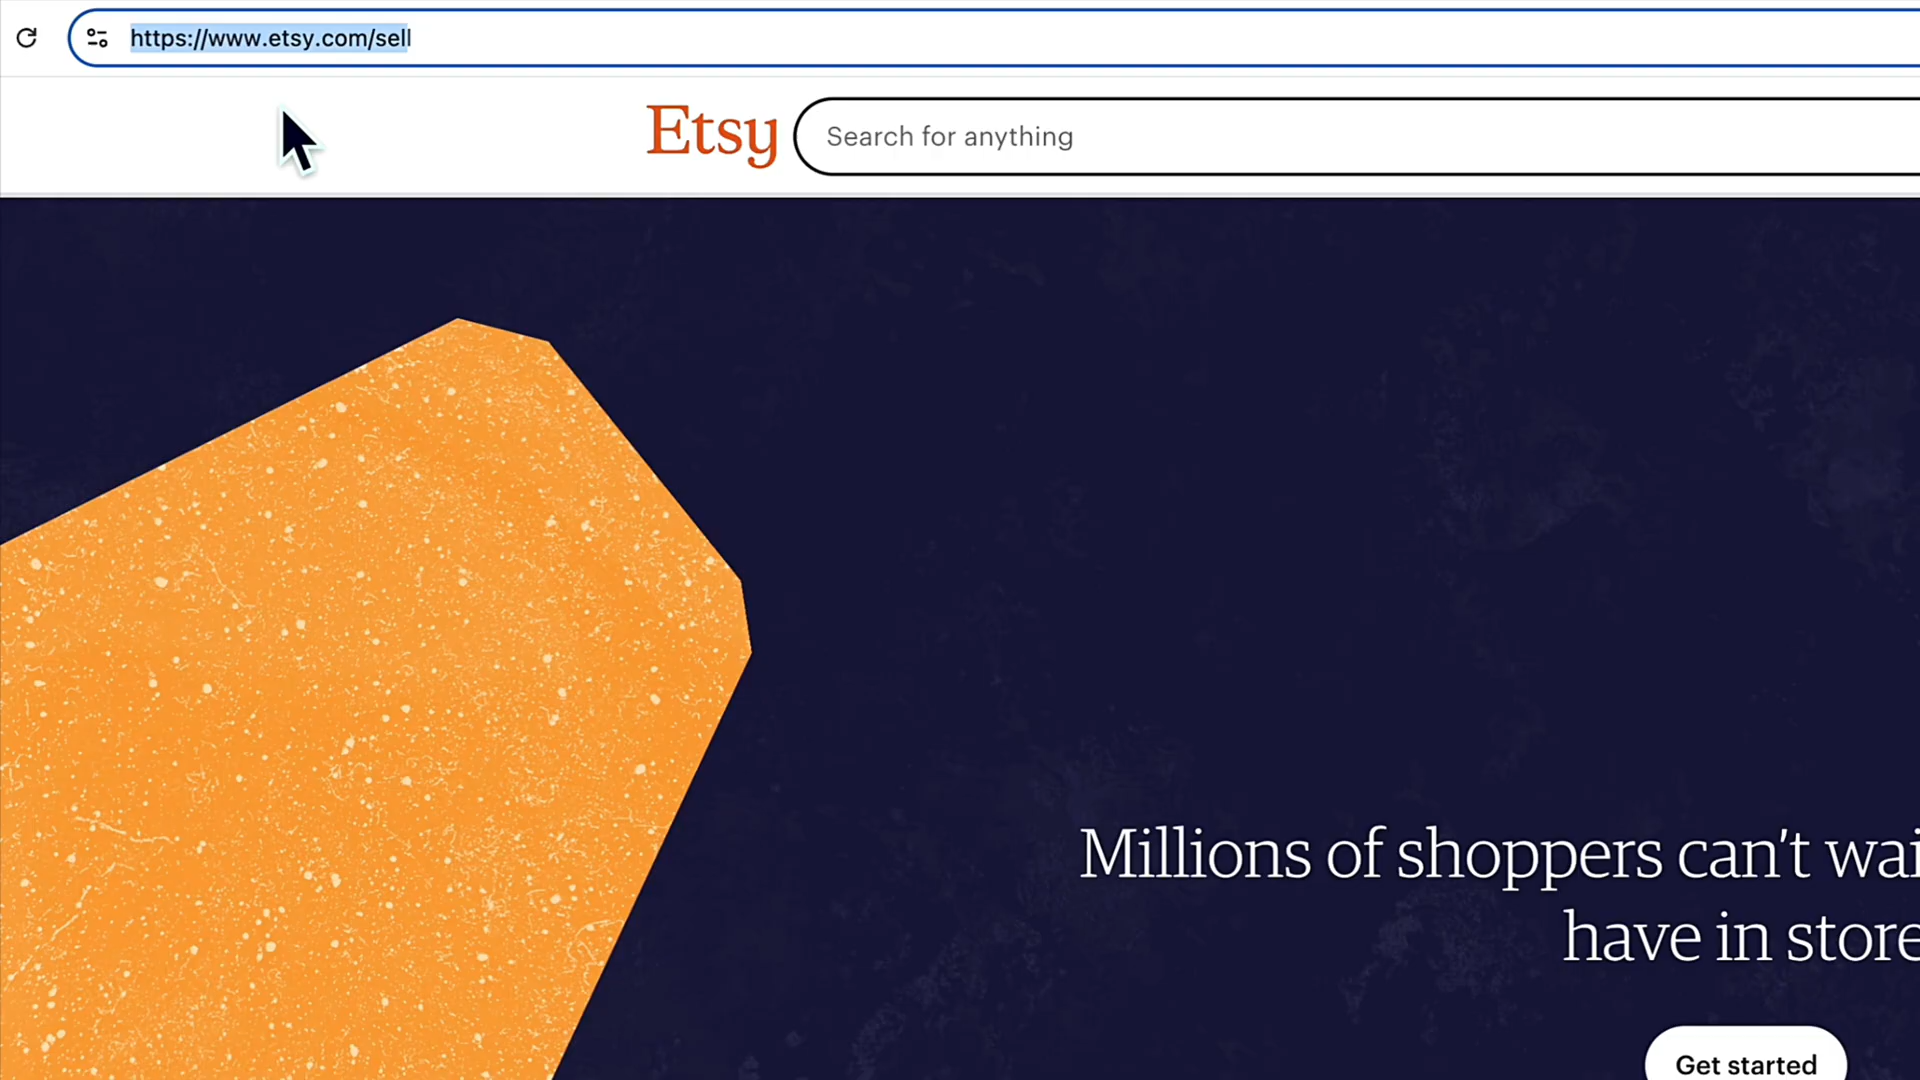 https://www.etsy.com/sell
Etsy
Search for anything
Millions of shoppers can't wai
have in store
Get started